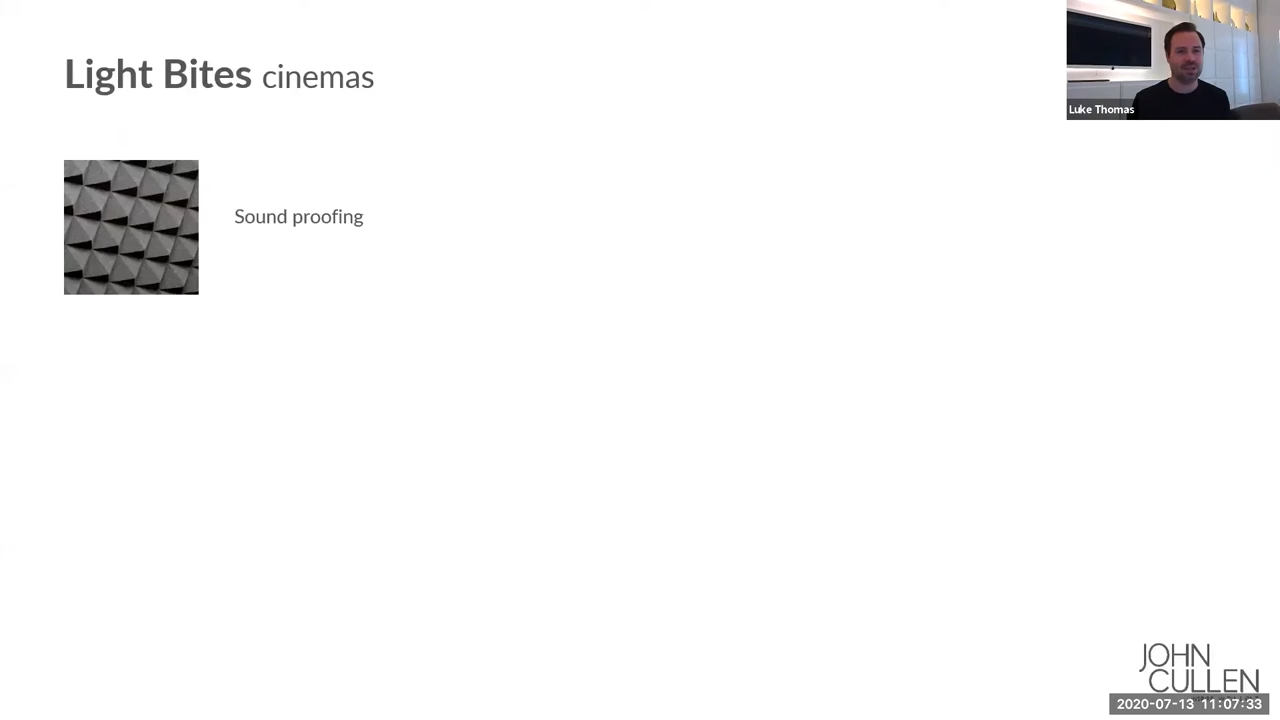 Light Bites cinemas
Luke Thomas
Sound proofing
JOHN
CULLEN
2020-07-13 11:07:33